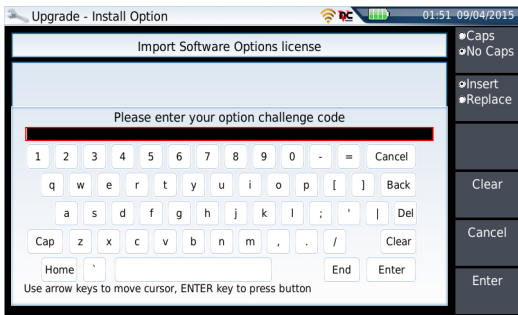 Upgrade - Install Option
01:51 09/04/2015
Import Software Options license
Please enter your option challenge code
1 2 3 4 5 6 7 8 9 0 - = Cancel
q w e r t y u i o p [ ] Back
a s d f g h j k l ; ' | Del
Cap z x c v b n m , . / Clear
Home ` End Enter
Use arrow keys to move cursor, ENTER key to press button
Caps
No Caps
Insert
Replace
Clear
Cancel
Enter